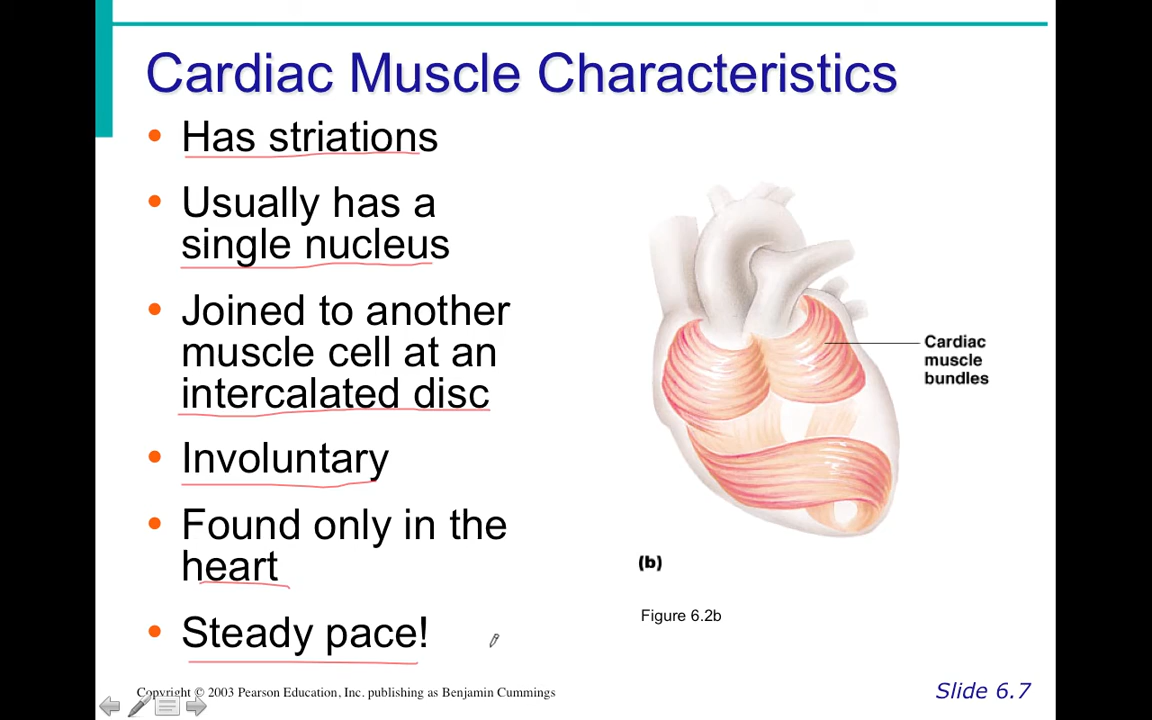 Cardiac Muscle Characteristics
• Has striations
• Usually has a
single nucleus
• Joined to another
muscle cell at an
intercalated disc
• Involuntary
• Found only in the
heart
• Steady pace!
Cardiac
muscle
bundles
(b)
Figure 6.2b
Copyright © 2003 Pearson Education, Inc. publishing as Benjamin Cummings
Slide 6.7